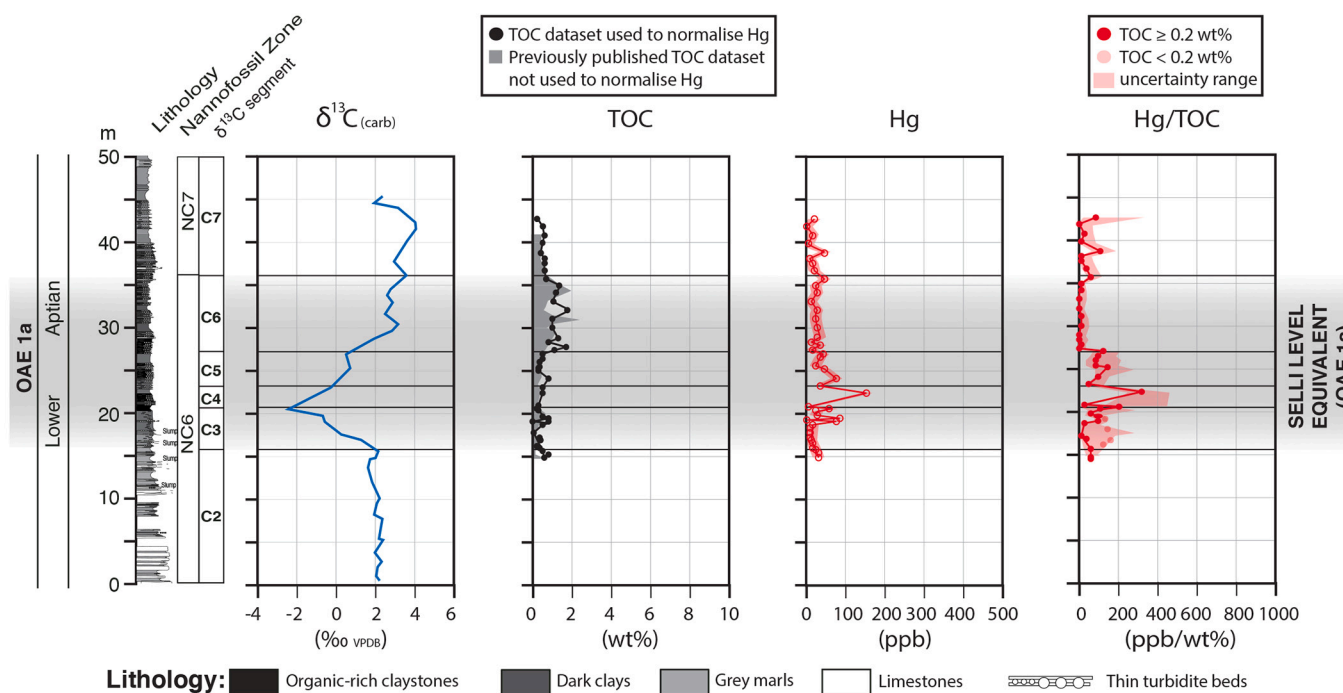 TOC dataset used to normalise Hg
Previously published TOC dataset
not used to normalise Hg
TOC ≥ 0.2 wt%
TOC < 0.2 wt%
uncertainty range
Lithology
Nannofossil Zone
δ¹³C segment
m
δ¹³C (carb)
TOC
Hg
Hg/TOC
50
40
30
20
10
0
OAE 1a
Lower Aptian
NC7
NC6
C7
C6
C5
C4
C3
C2
Slump
Slump
Slump
Slump
SELLI LEVEL
EQUIVALENT
-4 -2 0 2 4 6
(‰ VPDB)
0 2 4 6 8 10
(wt%)
0 100 200 300 400 500
(ppb)
0 200 400 600 800 1000
(ppb/wt%)
Lithology:
Organic-rich claystones
Dark clays
Grey marls
Limestones
Thin turbidite beds